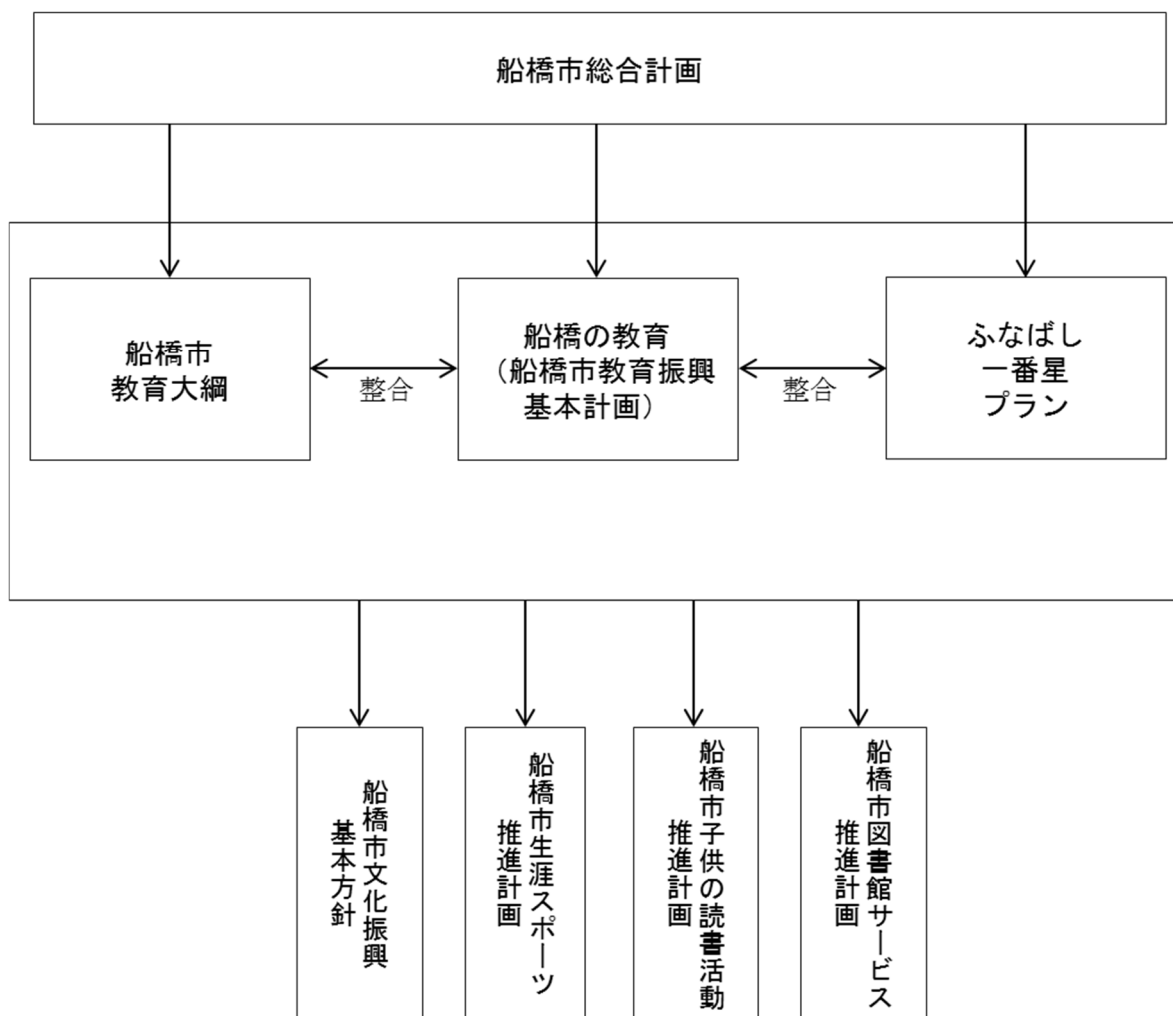 船橋市総合計画
船橋市
教育大綱
整合
船橋の教育
（船橋市教育振興
基本計画）
整合
ふなばし
一番星
プラン
船橋市文化振興
基本方針
船橋市生涯スポーツ
推進計画
船橋市子供の読書活動
推進計画
船橋市図書館サービス
推進計画